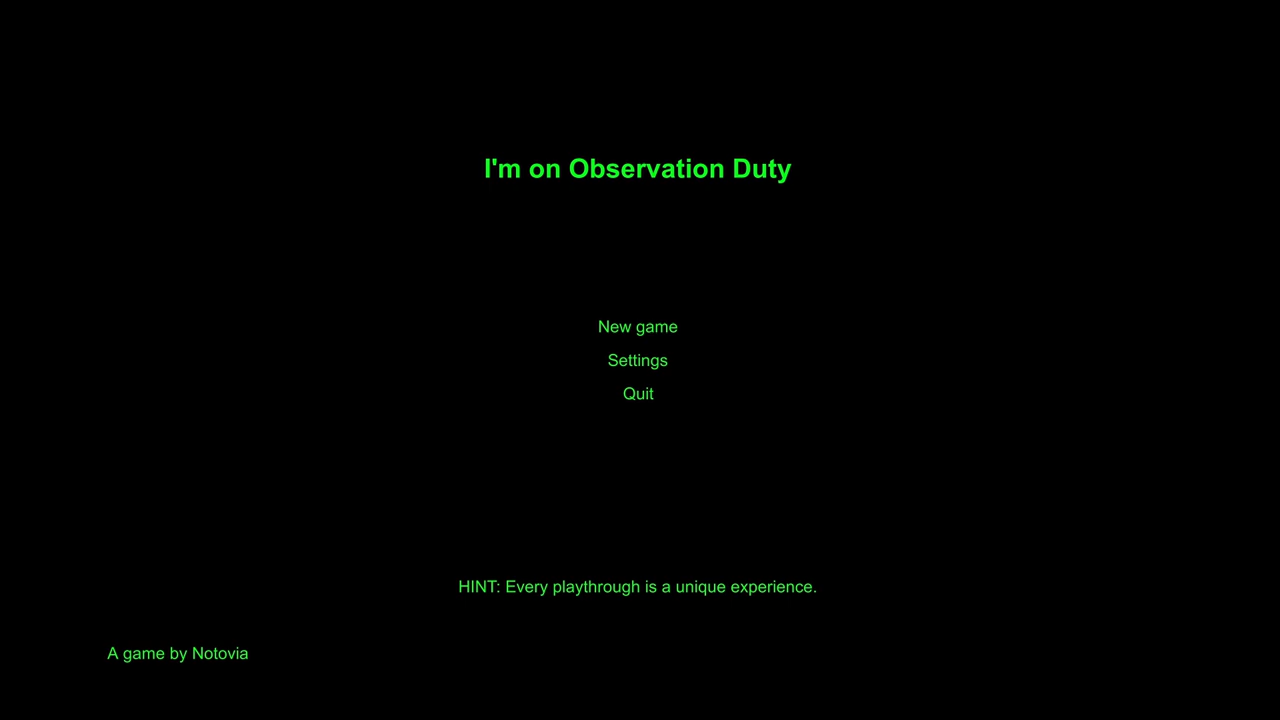 I'm on Observation Duty
New game
Settings
Quit
HINT: Every playthrough is a unique experience.
A game by Notovia